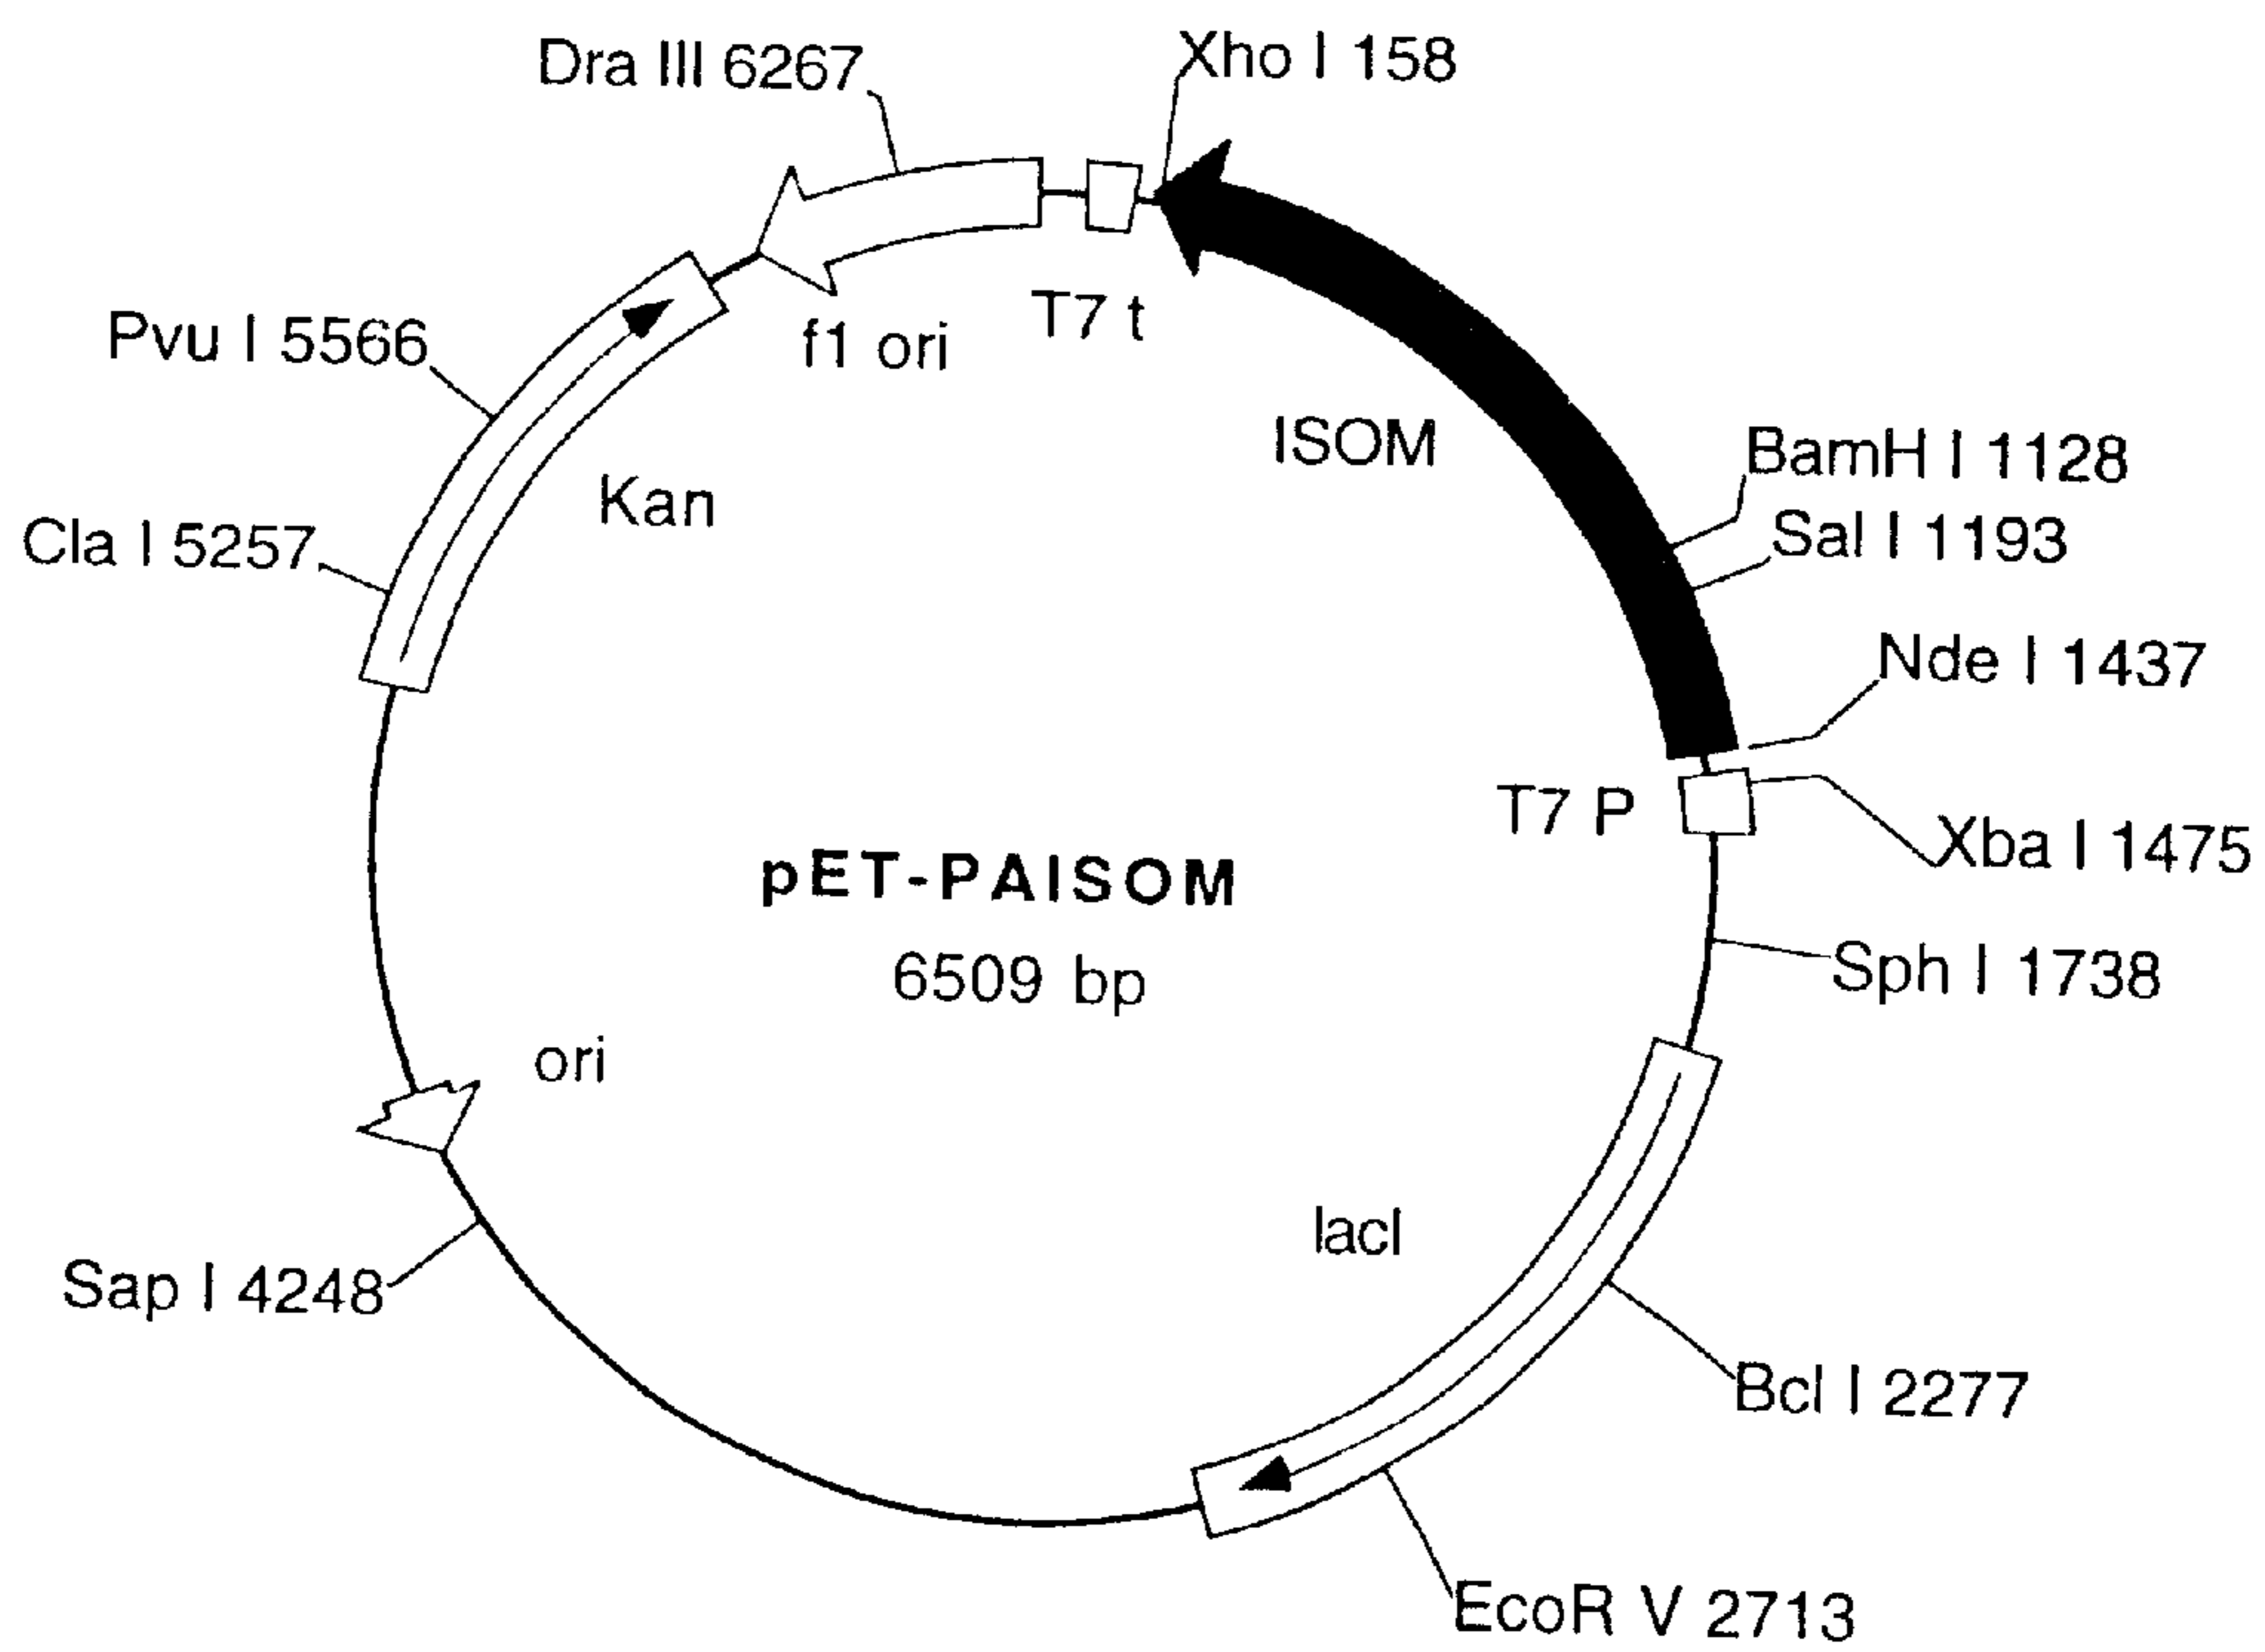 Dra III 6267
Xho I 158
Pvu I 5566
f1 ori
T7 t
ISOM
BamH I 1128
Kan
Cla I 5257
Sal I 1193
Nde I 1437
T7 P
Xba I 1475
pET-PAISOM
6509 bp
Sph I 1738
ori
lacI
Sap I 4248
Bcl I 2277
EcoR V 2713